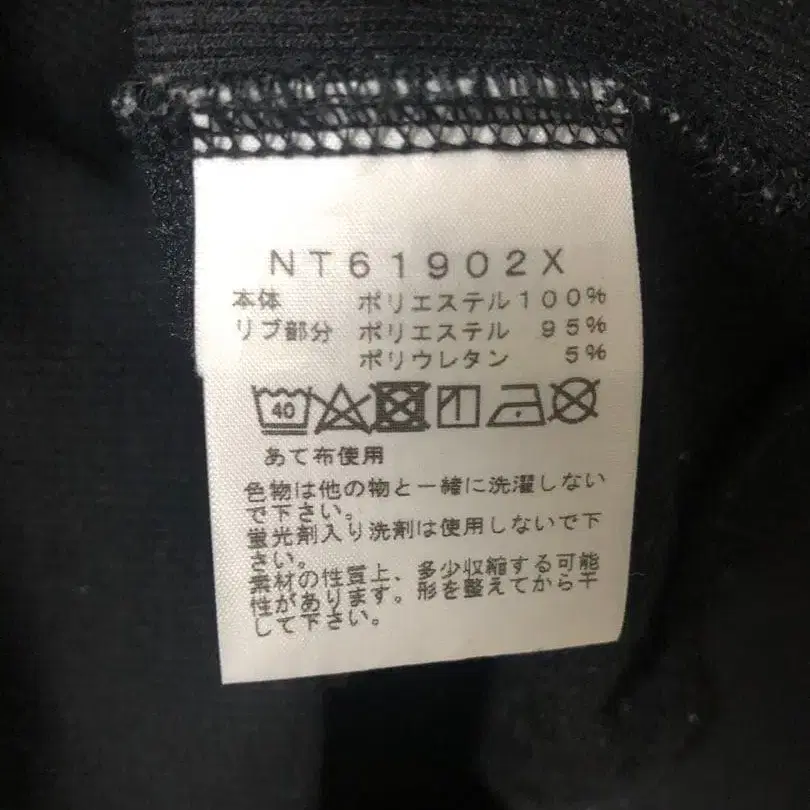 NT61902X
本体 ポリエステル100%
リブ部分 ポリエステル 95%
ポリウレタン 5%
40
あて布使用
色物は他の物と一緒に洗濯しない
で下さい。
蛍光剤入り洗剤は使用しないで下
さい。
素材の性質上、多少収縮する可能
性があります。形を整えてから干
して下さい。